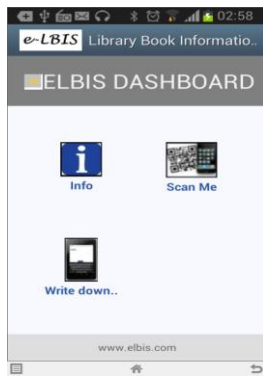 02:58
e-LBIS Library Book Informatio..
ELBIS DASHBOARD
Info Scan Me
Write down..
www.elbis.com